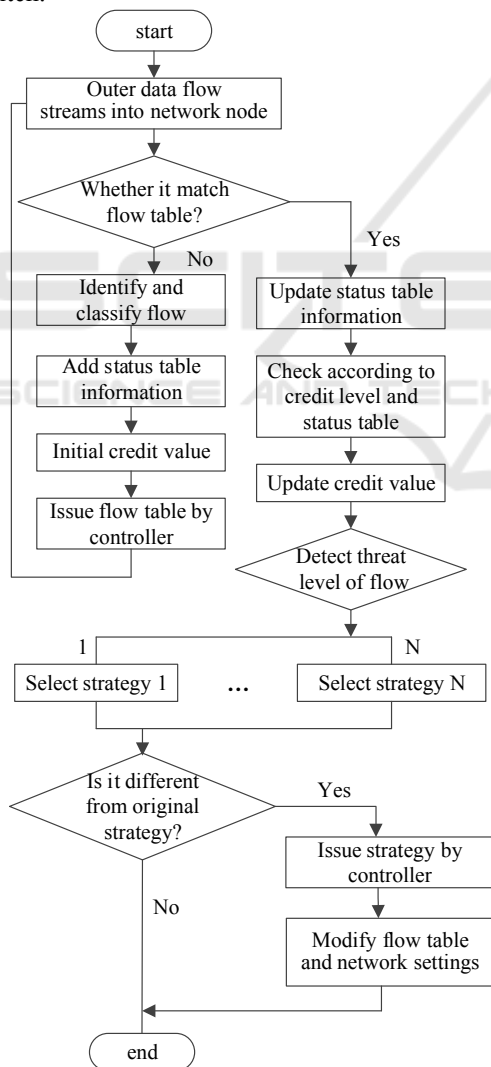 start
Outer data flow
streams into network node
Whether it match
flow table?
Yes
No
Identify and
classify flow
Update status table
information
Add status table
information
Check according to
credit level and
status table
Initial credit value
Update credit value
Issue flow table by
controller
Detect threat
level of flow
1
N
Select strategy 1
...
Select strategy N
Is it different
from original
strategy?
Yes
Issue strategy by
controller
No
Modify flow table
and network settings
end
SCITE
SCIENCE AND TECH